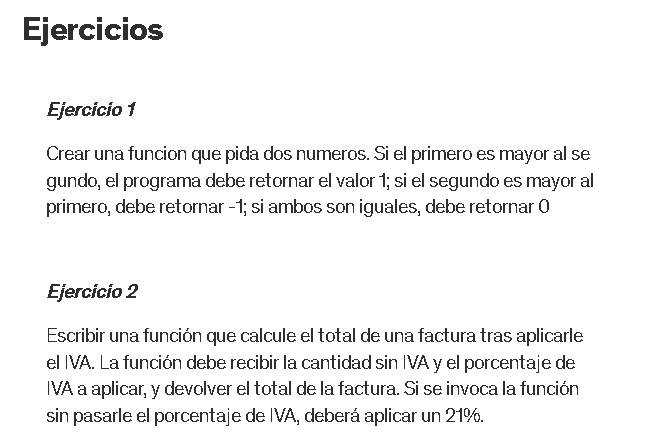 Ejercicios
Ejercicio 1
Crear una funcion que pida dos numeros. Si el primero es mayor al se
gundo, el programa debe retornar el valor 1; si el segundo es mayor al
primero, debe retornar -1; si ambos son iguales, debe retornar 0
Ejercicio 2
Escribir una función que calcule el total de una factura tras aplicarle
el IVA. La función debe recibir la cantidad sin IVA y el porcentaje de
IVA a aplicar, y devolver el total de la factura. Si se invoca la función
sin pasarle el porcentaje de IVA, deberá aplicar un 21%.